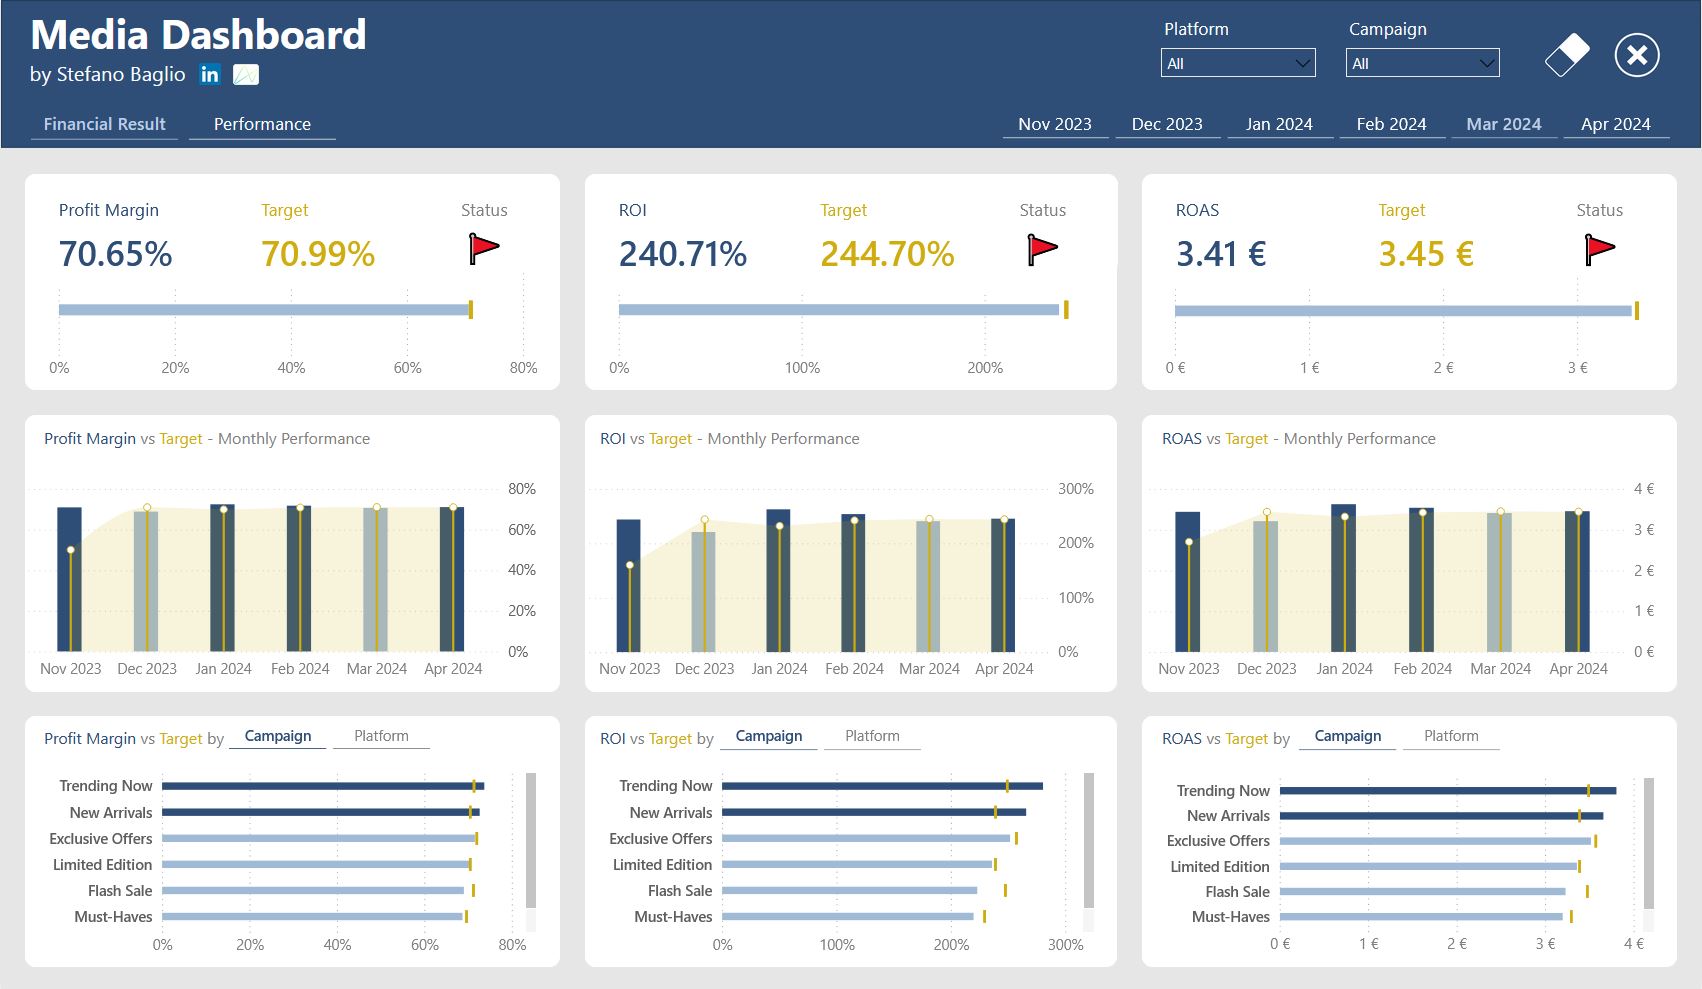 Media Dashboard
by Stefano Baglio in
Platform
All
Campaign
All
Financial Result Performance
Nov 2023 Dec 2023 Jan 2024 Feb 2024 Mar 2024 Apr 2024
Profit Margin Target Status
70.65% 70.99%
0% 20% 40% 60% 80%
ROI Target Status
240.71% 244.70%
0% 100% 200%
ROAS Target Status
3.41 € 3.45 €
0 € 1 € 2 € 3 €
Profit Margin vs Target - Monthly Performance
80%
60%
40%
20%
0%
Nov 2023 Dec 2023 Jan 2024 Feb 2024 Mar 2024 Apr 2024
ROI vs Target - Monthly Performance
300%
200%
100%
0%
Nov 2023 Dec 2023 Jan 2024 Feb 2024 Mar 2024 Apr 2024
ROAS vs Target - Monthly Performance
4 €
3 €
2 €
1 €
0 €
Nov 2023 Dec 2023 Jan 2024 Feb 2024 Mar 2024 Apr 2024
Profit Margin vs Target by Campaign Platform
Trending Now
New Arrivals
Exclusive Offers
Limited Edition
Flash Sale
Must-Haves
0% 20% 40% 60% 80%
ROI vs Target by Campaign Platform
Trending Now
New Arrivals
Exclusive Offers
Limited Edition
Flash Sale
Must-Haves
0% 100% 200% 300%
ROAS vs Target by Campaign Platform
Trending Now
New Arrivals
Exclusive Offers
Limited Edition
Flash Sale
Must-Haves
0 € 1 € 2 € 3 € 4 €